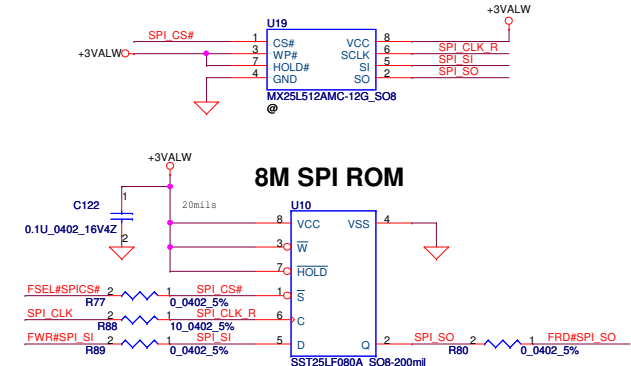 +3VALW
U19
SPI_CS#
1 CS# VCC 8
+3VALW
3 WP# SCLK 6 SPI_CLK_R
7 HOLD# SI 5 SPI_SI
4 GND SO 2 SPI_SO
MX25L512AMC-12G_SO8
@
+3VALW
8M SPI ROM
1
C122
20mils
U10
0.1U_0402_16V4Z
2
8 VCC VSS 4
3 W
7 HOLD
FSEL#SPICS# 2 1 SPI_CS# 1 S
R77 0_0402_5%
SPI_CLK 2 1 SPI_CLK_R 6 C
R88 10_0402_5%
FWR#SPI_SI 2 1 SPI_SI 5 D Q 2 SPI_SO 2 1 FRD#SPI_SO
R89 0_0402_5% R80 0_0402_5%
SST25LF080A_SO8-200mil